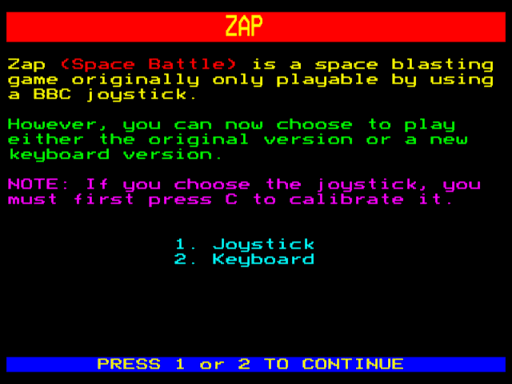 ZAP
Zap (Space Battle) is a space blasting
game originally only playable by using
a BBC joystick.
However, you can now choose to play
either the original version or a new
keyboard version.
NOTE: If you choose the joystick, you
must first press C to calibrate it.
1. Joystick
2. Keyboard
PRESS 1 or 2 TO CONTINUE